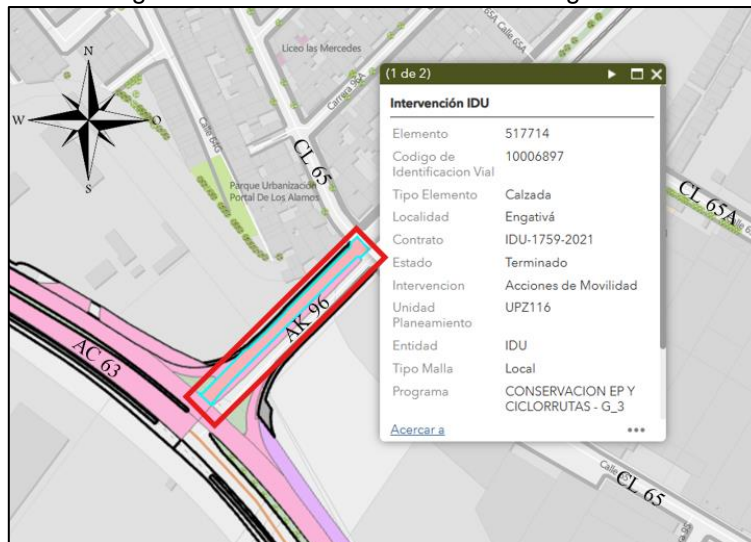 N
W
O
S
Liceo las Mercedes
Carrera 96A
Calle 64G
CL 65
Parque Urbanización
Portal De Los Alamos
AK 96
AC 63
65A Calle 65A
CL 65A
Calle 65
CL 65
(1 de 2)
Intervención IDU
Elemento 517714
Codigo de Identificacion Vial 10006897
Tipo Elemento Calzada
Localidad Engativá
Contrato IDU-1759-2021
Estado Terminado
Intervencion Acciones de Movilidad
Unidad Planeamiento UPZ116
Entidad IDU
Tipo Malla Local
Programa CONSERVACION EP Y
CICLORRUTAS - G_3
Acercar a